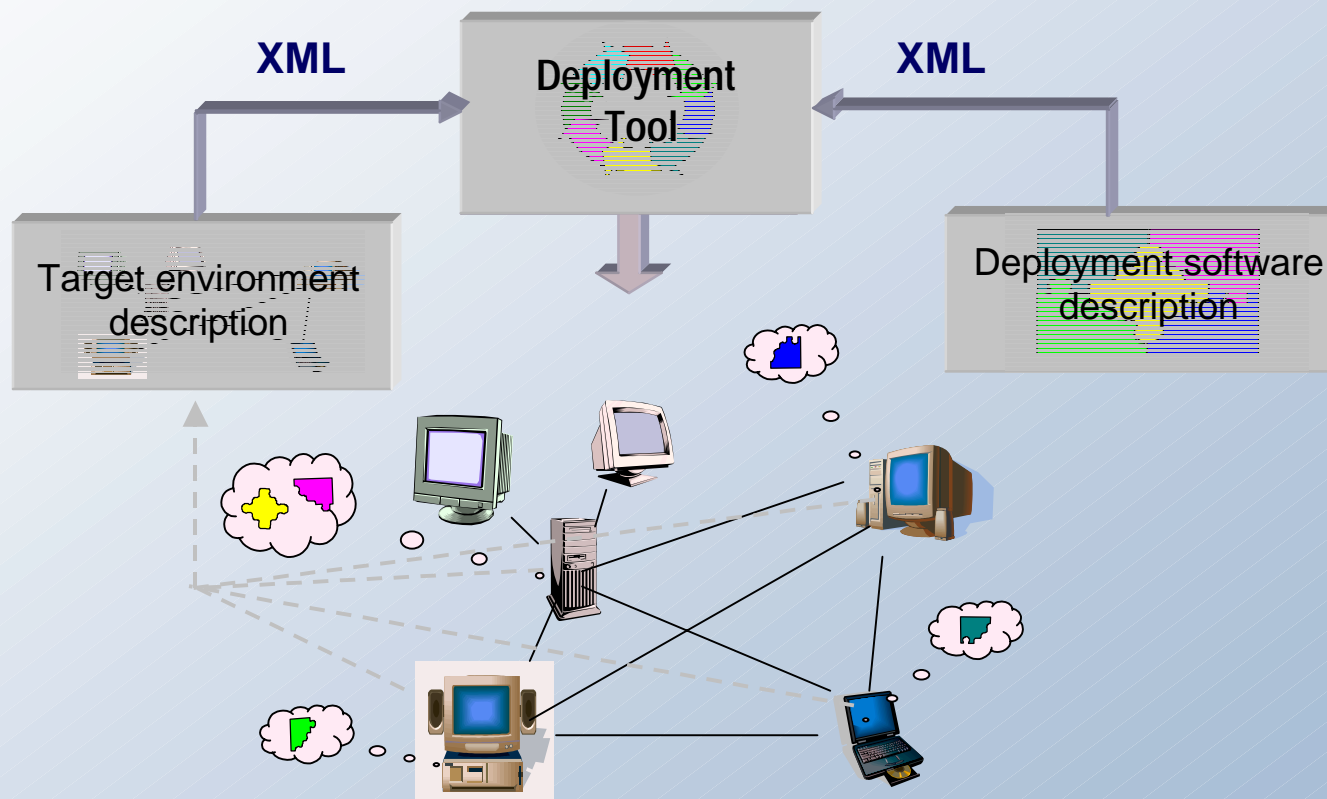 XML
Deployment
Tool
XML
Target environment
description
Deployment software
description